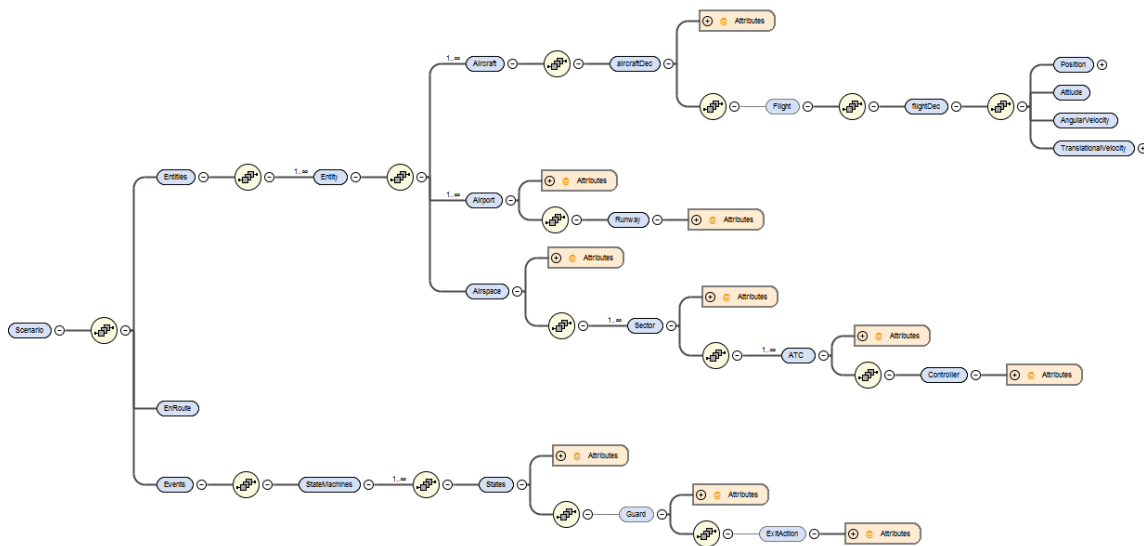 Attributes
1..∞
Aircraft
aircraftDec
Position
Flight
flightDec
Attiude
AngularVelocity
TranslationalVelocity
Entities
1..∞
Entity
Attributes
1..∞
Airport
Runway
Attributes
Attributes
Airspace
Attributes
1..∞
Sector
Scenario
Attributes
1..∞
ATC
Controller
Attributes
EnRoute
Attributes
Events
StateMachines
1..∞
States
Attributes
Guard
ExitAction
Attributes